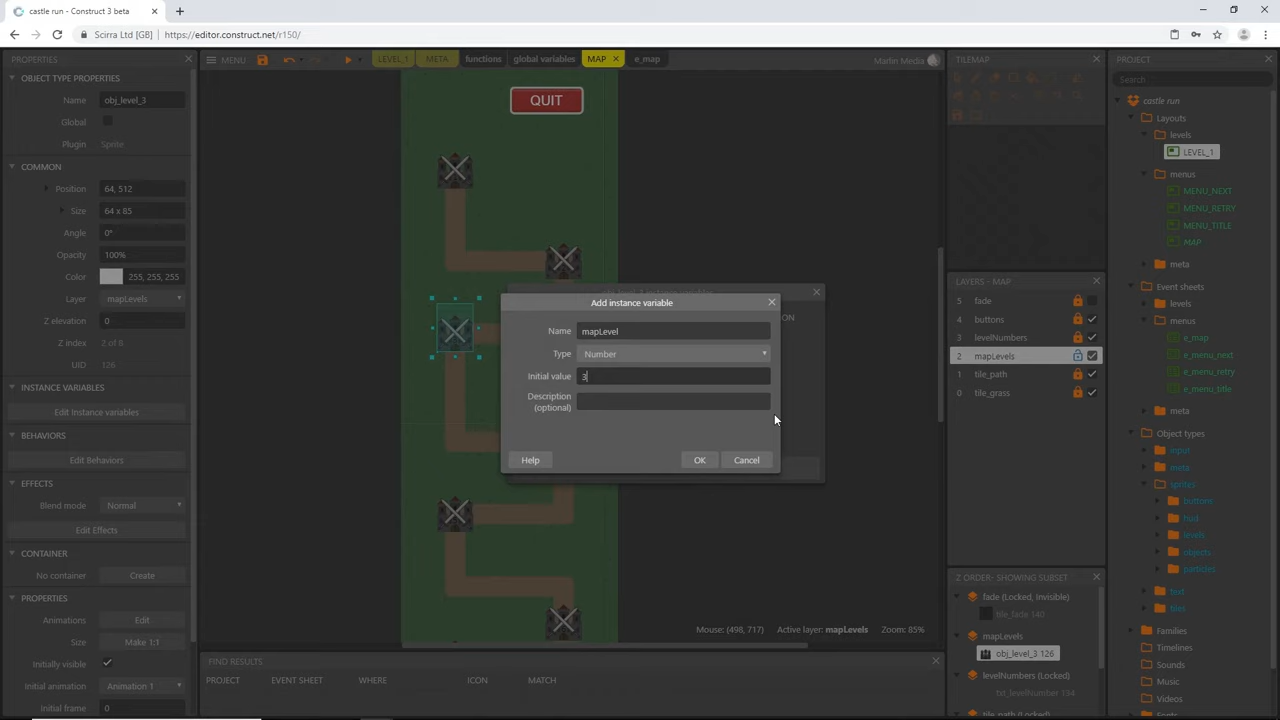 castle run - Construct 3 beta
Scirra Ltd [GB] | https://editor.construct.net/r150/
PROPERTIES
OBJECT TYPE PROPERTIES
Name obj_level_3
Global
Plugin Sprite
COMMON
Position 64, 512
Size 64 x 85
Angle 0°
Opacity 100%
Color 255, 255, 255
Layer mapLevels
Z elevation 0
Z index 2 of 8
UID 126
INSTANCE VARIABLES
Edit Instance variables
BEHAVIORS
Edit Behaviors
EFFECTS
Blend mode Normal
Edit Effects
CONTAINER
No container Create
PROPERTIES
Animations Edit
Size Make 1:1
Initially visible
Initial animation Animation 1
Initial frame 0
MENU
LEVEL_1 META functions global variables MAP e_map
Marlin Media
QUIT
Add instance variable
Name mapLevel
Type Number
Initial value 3
Description
(optional)
Help OK Cancel
Mouse: (498, 717) Active layer: mapLevels Zoom: 85%
FIND RESULTS
PROJECT EVENT SHEET WHERE ICON MATCH
TILEMAP
LAYERS - MAP
5 fade
4 buttons
3 levelNumbers
2 mapLevels
1 tile_path
0 tile_grass
Z ORDER- SHOWING SUBSET
fade (Locked, Invisible)
tile_fade 140
mapLevels
obj_level_3 126
levelNumbers (Locked)
txt_levelNumber 194
tile_path (Locked)
PROJECT
Search
castle run
Layouts
levels
LEVEL_1
menus
MENU_NEXT
MENU_RETRY
MENU_TITLE
MAP
meta
Event sheets
levels
menus
e_map
e_menu_next
e_menu_retry
e_menu_title
meta
Object types
input
meta
sprites
buttons
hud
levels
objects
particles
text
tiles
Families
Timelines
Sounds
Music
Videos